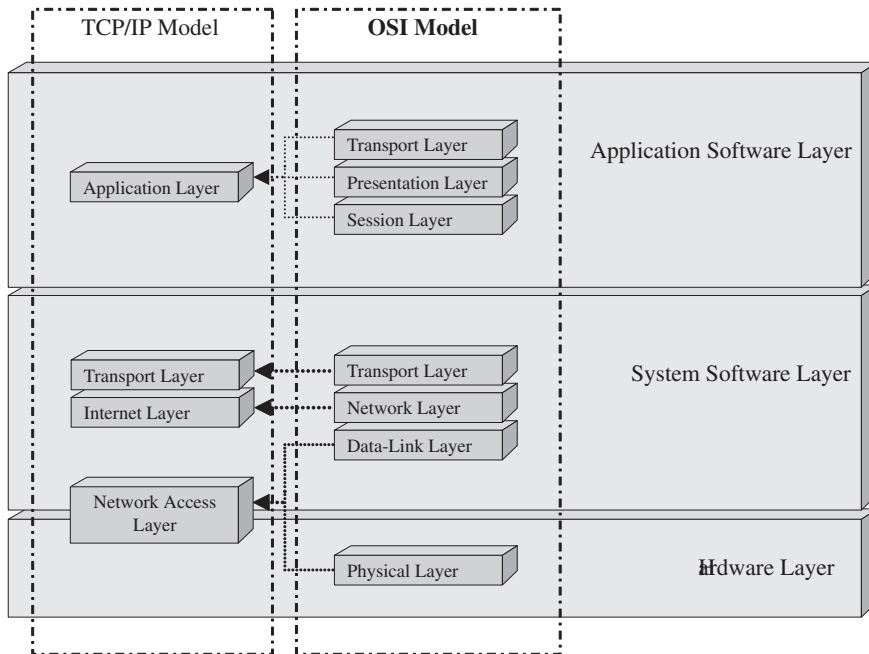 TCP/IP Model
OSI Model
Application Software Layer
Transport Layer
Application Layer
Presentation Layer
Session Layer
System Software Layer
Transport Layer
Transport Layer
Internet Layer
Network Layer
Data-Link Layer
Network Access
Layer
Hardware Layer
Physical Layer